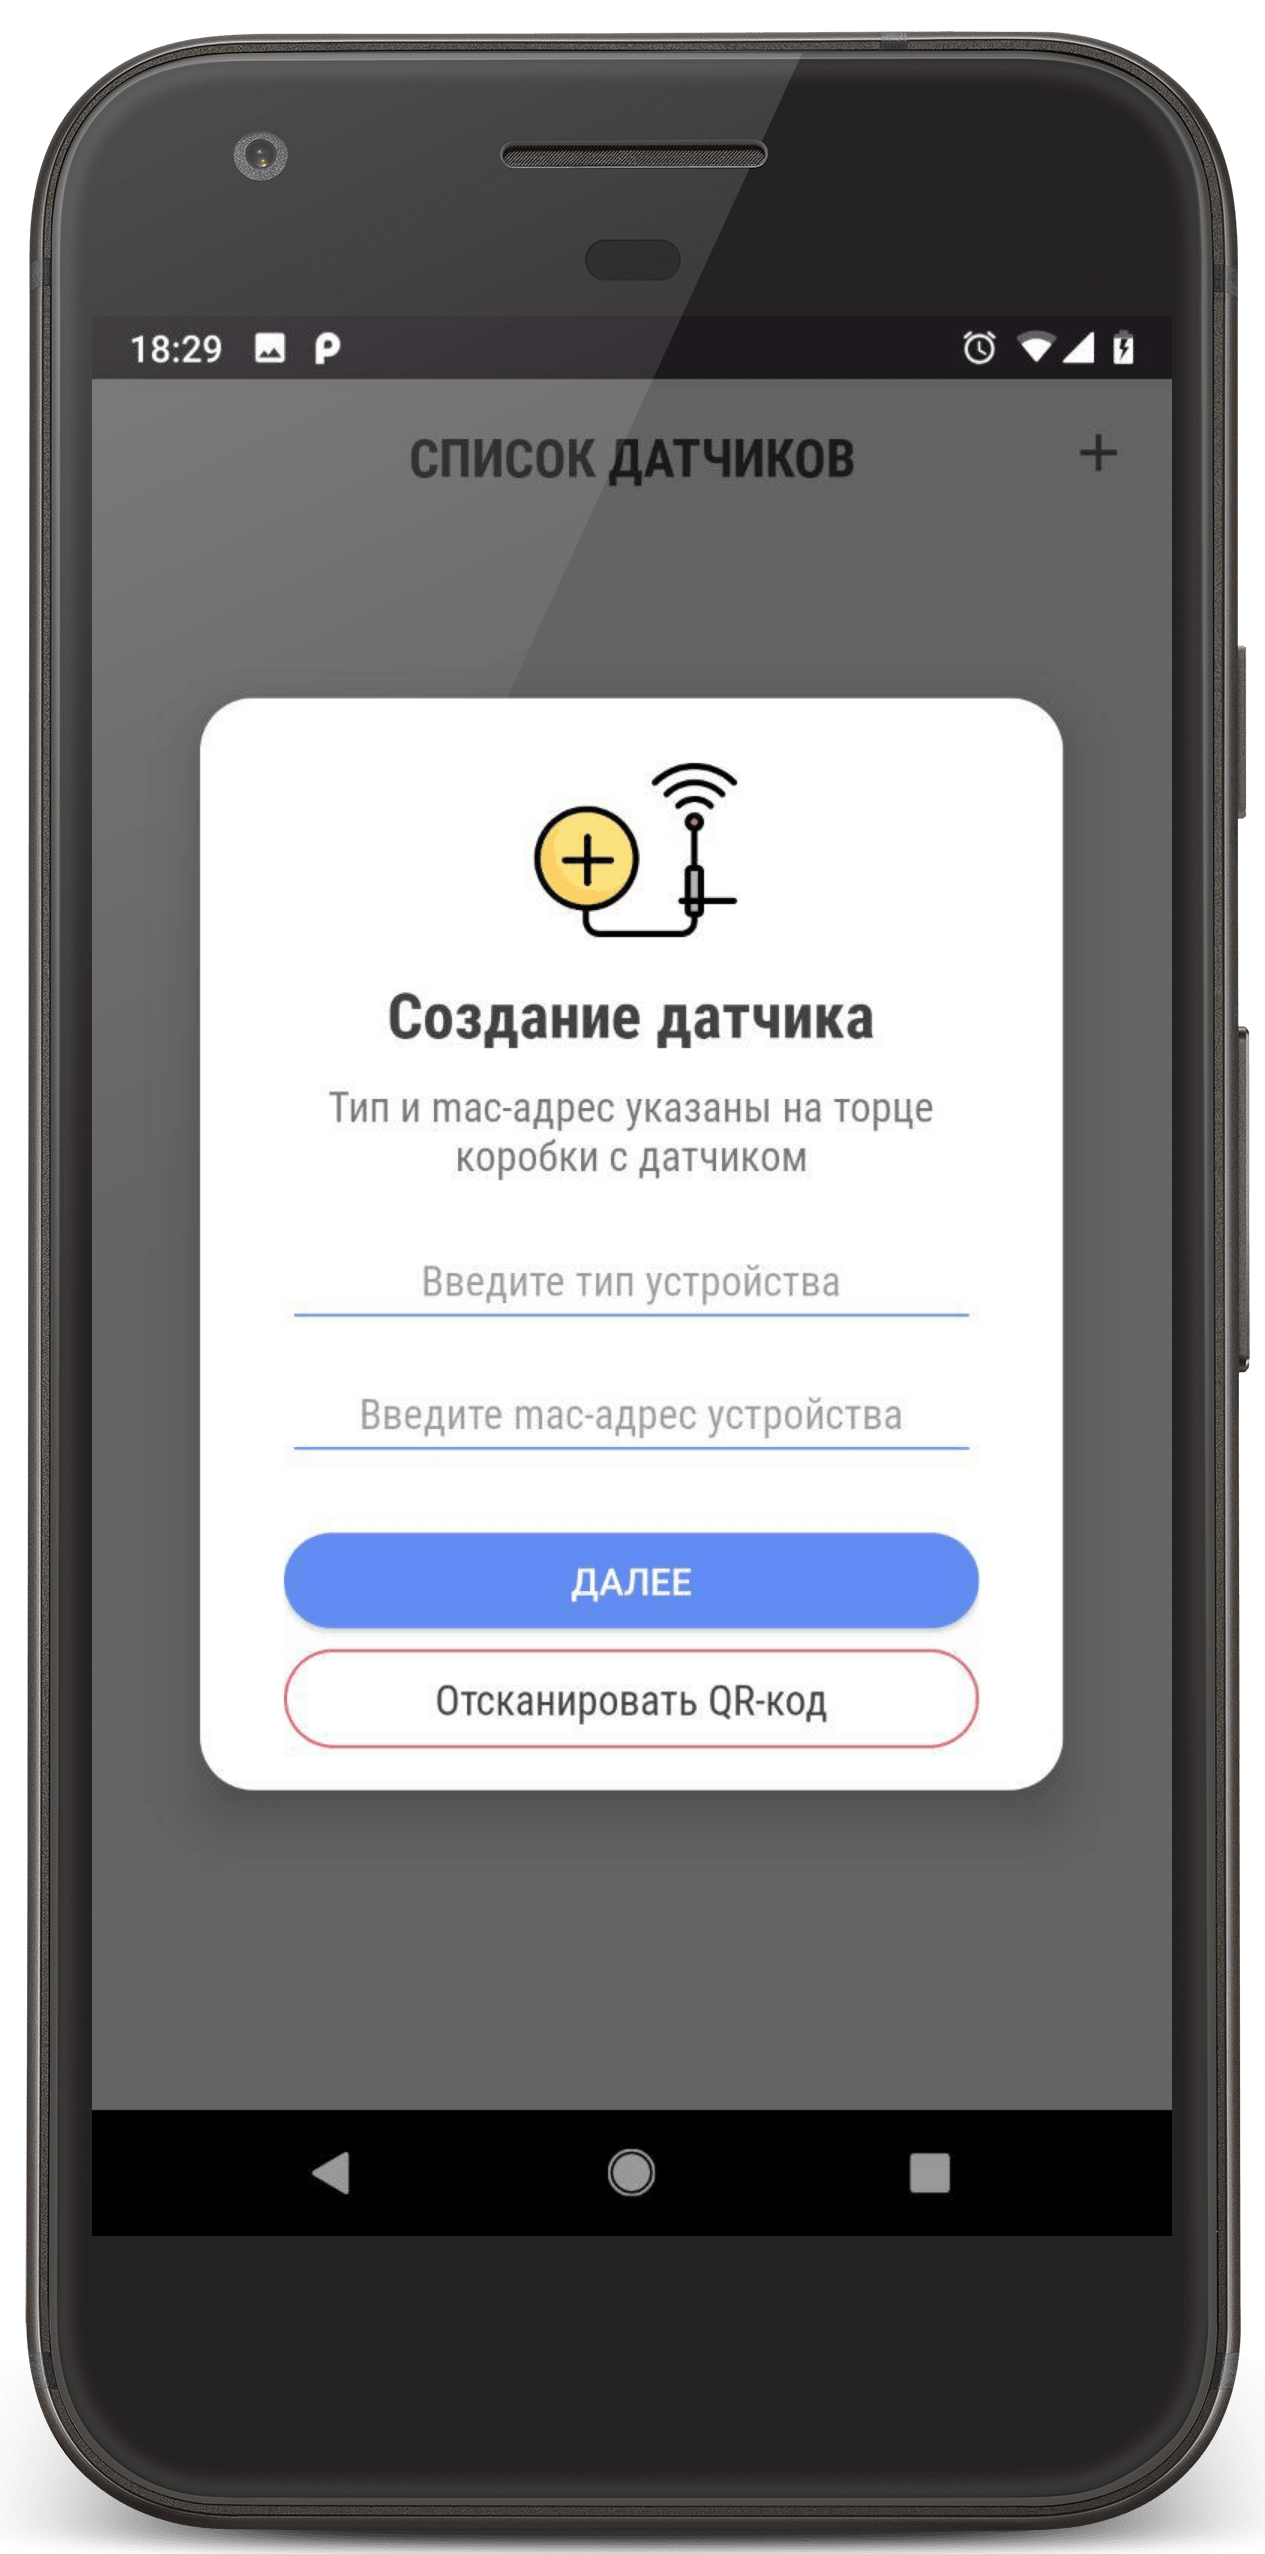 18:29
СПИСОК ДАТЧИКОВ
Создание датчика
Тип и mac-адрес указаны на торце
коробки с датчиком
Введите тип устройства
Введите mac-адрес устройства
ДАЛЕЕ
Отсканировать QR-код